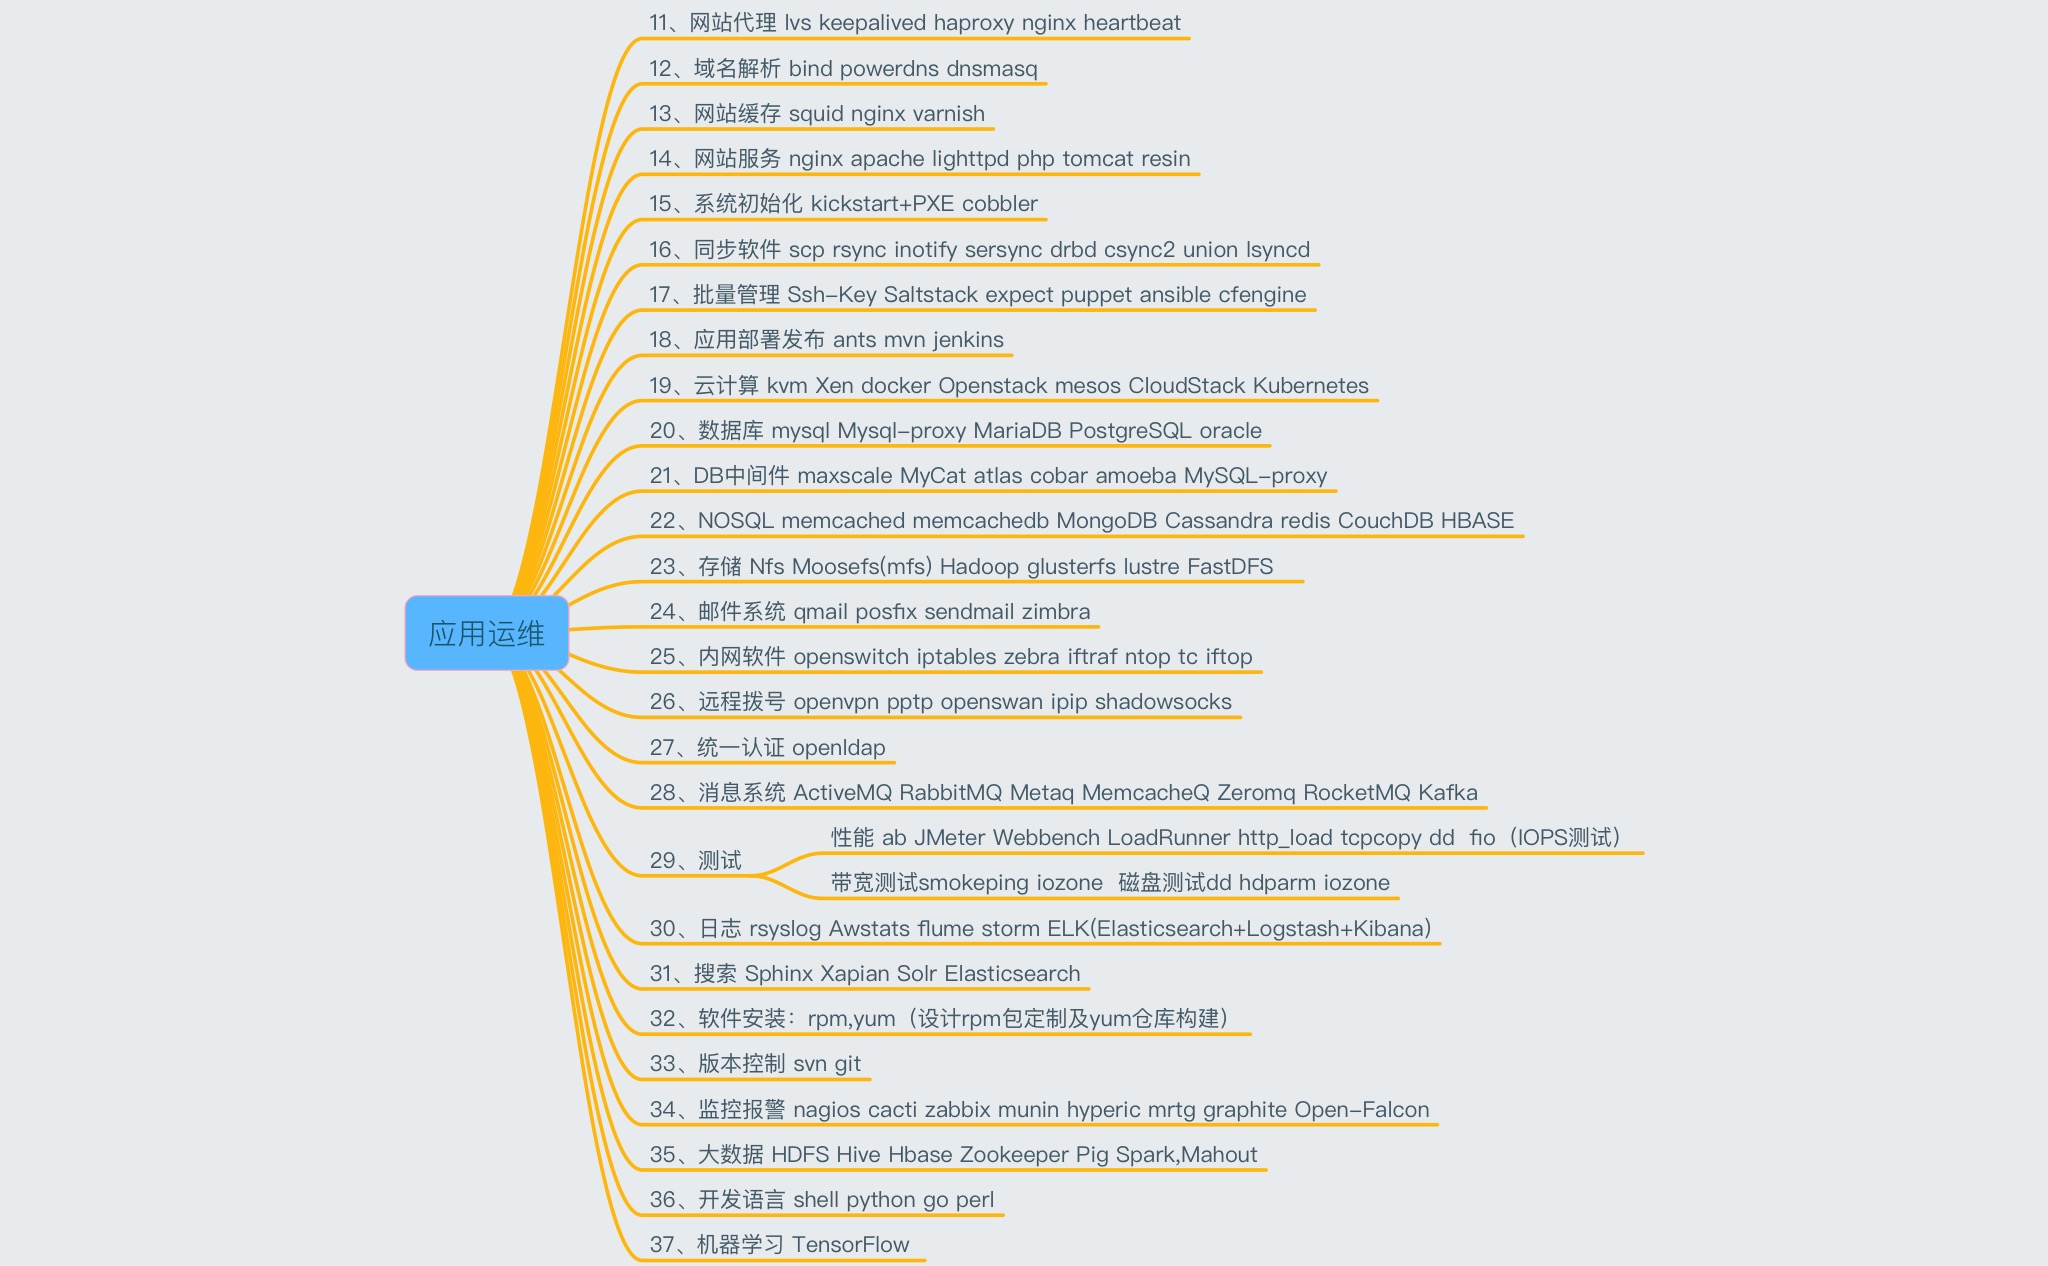 11、网站代理 lvs keepalived haproxy nginx heartbeat
12、域名解析 bind powerdns dnsmasq
13、网站缓存 squid nginx varnish
14、网站服务 nginx apache lighttpd php tomcat resin
15、系统初始化 kickstart+PXE cobbler
16、同步软件 scp rsync inotify sersync drbd csync2 union lsyncd
17、批量管理 Ssh-Key Saltstack expect puppet ansible cfengine
18、应用部署发布 ants mvn jenkins
19、云计算 kvm Xen docker Openstack mesos CloudStack Kubernetes
20、数据库 mysql Mysql-proxy MariaDB PostgreSQL oracle
21、DB中间件 maxscale MyCat atlas cobar amoeba MySQL-proxy
22、NOSQL memcached memcachedb MongoDB Cassandra redis CouchDB HBASE
23、存储 Nfs Moosefs(mfs) Hadoop glusterfs lustre FastDFS
24、邮件系统 qmail posfix sendmail zimbra
应用运维
25、内网软件 openswitch iptables zebra iftraf ntop tc iftop
26、远程拨号 openvpn pptp openswan ipip shadowsocks
27、统一认证 openldap
28、消息系统 ActiveMQ RabbitMQ Metaq MemcacheQ Zeromq RocketMQ Kafka
29、测试
性能 ab JMeter Webbench LoadRunner http_load tcpcopy dd  fio（IOPS测试）
带宽测试smokeping iozone  磁盘测试dd hdparm iozone
30、日志 rsyslog Awstats flume storm ELK(Elasticsearch+Logstash+Kibana)
31、搜索 Sphinx Xapian Solr Elasticsearch
32、软件安装：rpm,yum（设计rpm包定制及yum仓库构建）
33、版本控制 svn git
34、监控报警 nagios cacti zabbix munin hyperic mrtg graphite Open-Falcon
35、大数据 HDFS Hive Hbase Zookeeper Pig Spark,Mahout
36、开发语言 shell python go perl
37、机器学习 TensorFlow